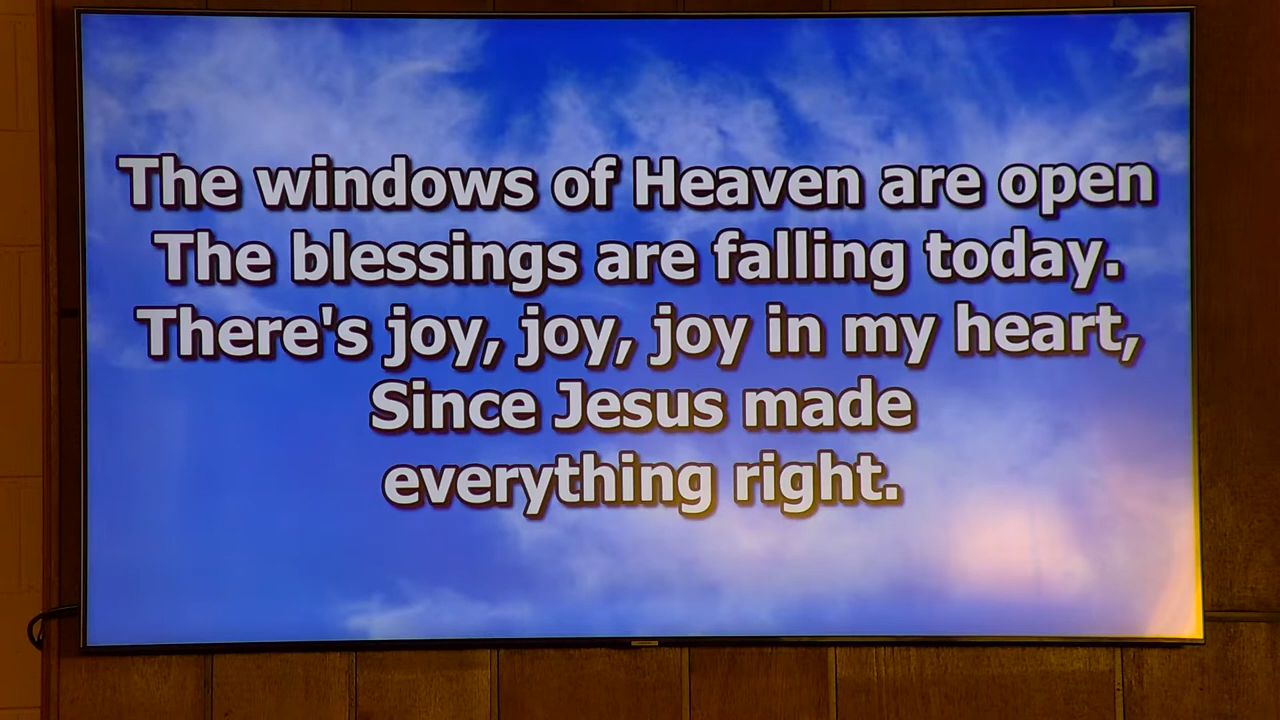 The windows of Heaven are open
The blessings are falling today.
There's joy, joy, joy in my heart,
Since Jesus made
everything right.